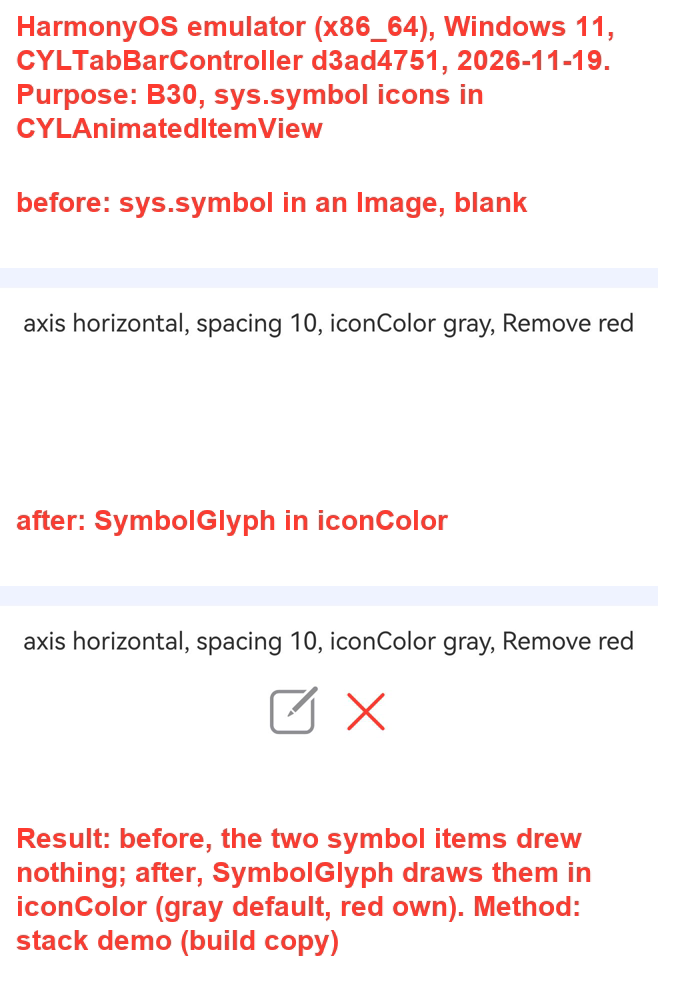 HarmonyOS emulator (x86_64), Windows 11,
CYLTabBarController d3ad4751, 2026-11-19.
Purpose: B30, sys.symbol icons in
CYLAnimatedItemView
before: sys.symbol in an Image, blank
axis horizontal, spacing 10, iconColor gray, Remove red
after: SymbolGlyph in iconColor
axis horizontal, spacing 10, iconColor gray, Remove red
Result: before, the two symbol items drew
nothing; after, SymbolGlyph draws them in
iconColor (gray default, red own). Method:
stack demo (build copy)